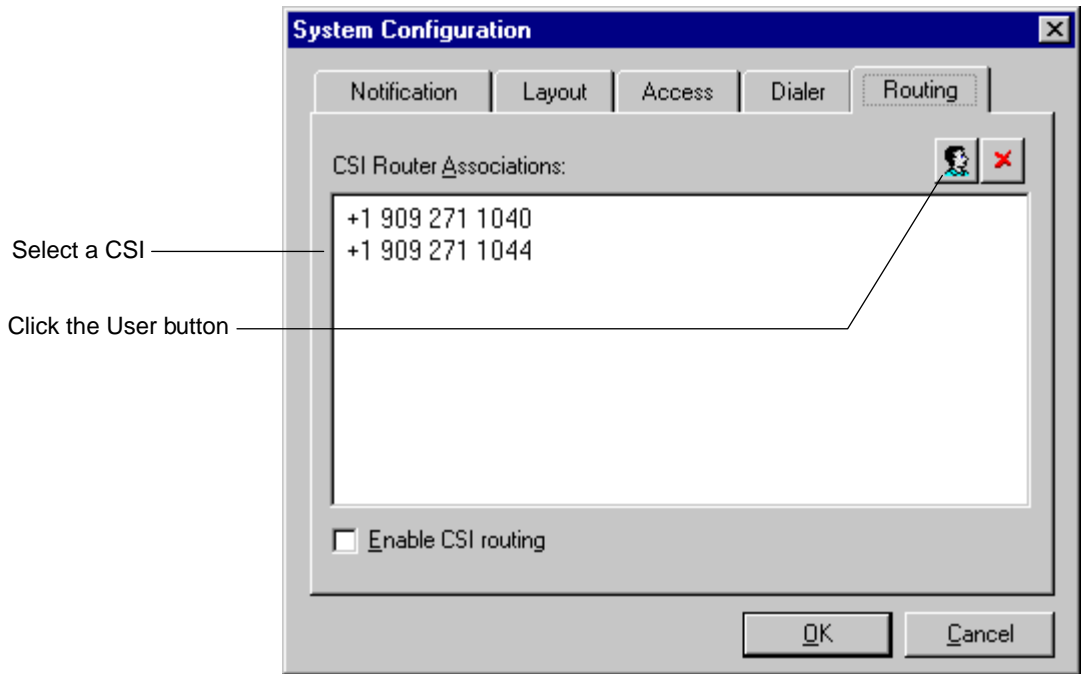 System Configuration
Notification
Layout
Access
Dialer
Routing
CSI Router Associations:
+1 909 271 1040
+1 909 271 1044
Select a CSI
Click the User button
Enable CSI routing
OK
Cancel